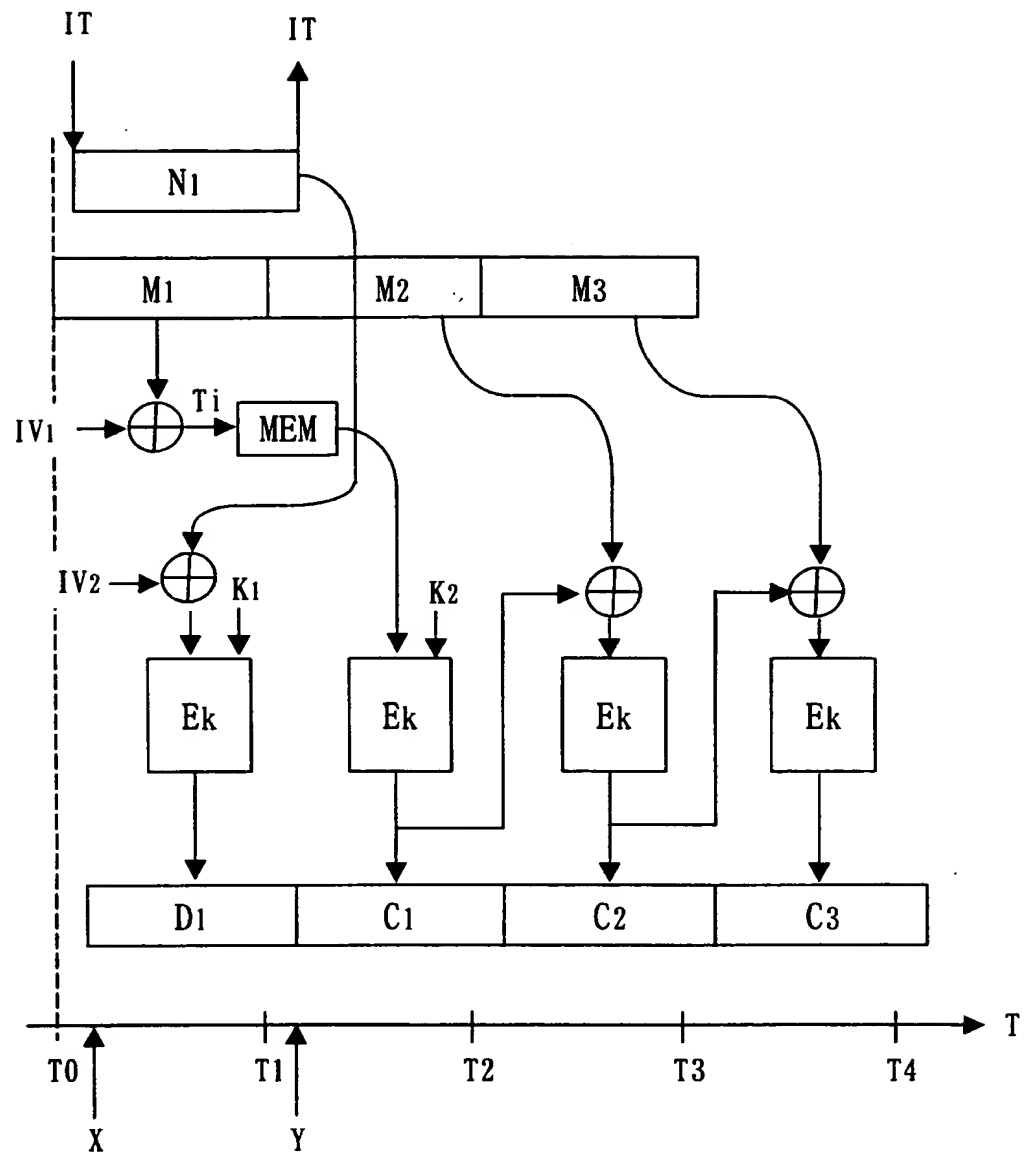 IT IT
N1
M1 M2 M3
IV1 Ti MEM
IV2 K1 K2
Ek Ek Ek Ek
D1 C1 C2 C3
T
T0 T1 T2 T3 T4
X Y